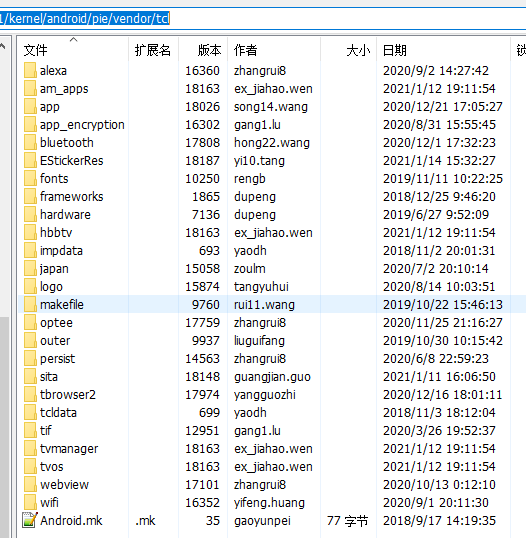 1/kernel/android/pie/vendor/tcl
文件 扩展名 版本 作者 大小 日期
alexa 16360 zhangrui8 2020/9/2 14:27:42
am_apps 18163 ex_jiahao.wen 2021/1/12 19:11:54
app 18026 song14.wang 2020/12/21 17:05:27
app_encryption 16302 gang1.lu 2020/8/31 15:55:45
bluetooth 17808 hong22.wang 2020/12/1 17:32:23
EStickerRes 18187 yi10.tang 2021/1/14 15:32:27
fonts 10250 rengb 2019/11/11 10:22:25
frameworks 1865 dupeng 2018/12/25 9:46:20
hardware 7136 dupeng 2019/6/27 9:52:09
hbbtv 18163 ex_jiahao.wen 2021/1/12 19:11:54
impdata 693 yaodh 2018/11/2 20:01:31
japan 15058 zoulm 2020/7/2 20:10:14
logo 15874 tangyuhui 2020/8/14 10:03:51
makefile 9760 rui11.wang 2019/10/22 15:46:13
optee 17759 zhangrui8 2020/11/25 21:16:27
outer 9937 liuguifang 2019/10/30 10:15:42
persist 14563 zhangrui8 2020/6/8 22:59:23
sita 18148 guangjian.guo 2021/1/11 16:06:50
tbrowser2 17974 yangguozhi 2020/12/16 18:01:11
tcldata 699 yaodh 2018/11/3 18:12:04
tif 12951 gang1.lu 2020/3/26 19:52:37
tvmanager 18163 ex_jiahao.wen 2021/1/12 19:11:54
tvos 18163 ex_jiahao.wen 2021/1/12 19:11:54
webview 17101 zhangrui8 2020/10/13 0:12:10
wifi 16352 yifeng.huang 2020/9/1 20:11:30
Android.mk .mk 35 gaoyunpei 77 字节 2018/9/17 14:19:35